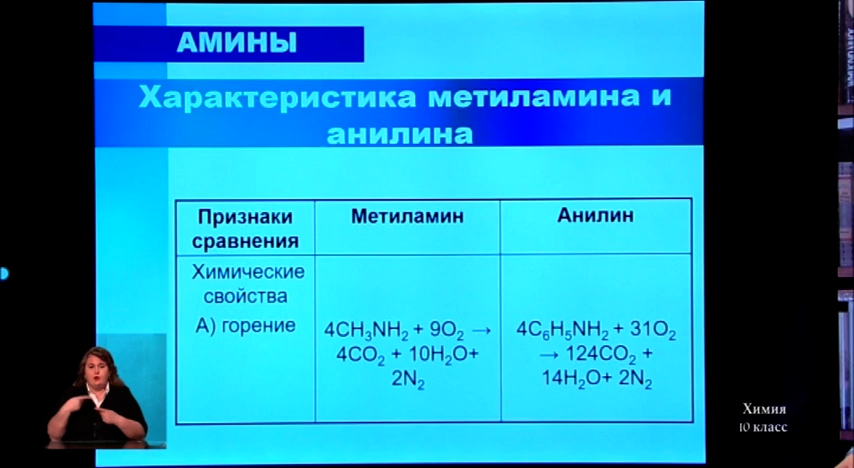 АМИНЫ
Характеристика метиламина и
анилина
Признаки
сравнения
Метиламин
Анилин
Химические
свойства
А) горение
4CH₃NH₂ + 9O₂ →
4CO₂ + 10H₂O+
2N₂
4C₆H₅NH₂ + 31O₂
→ 124CO₂ +
14H₂O+ 2N₂
Химия
10 класс